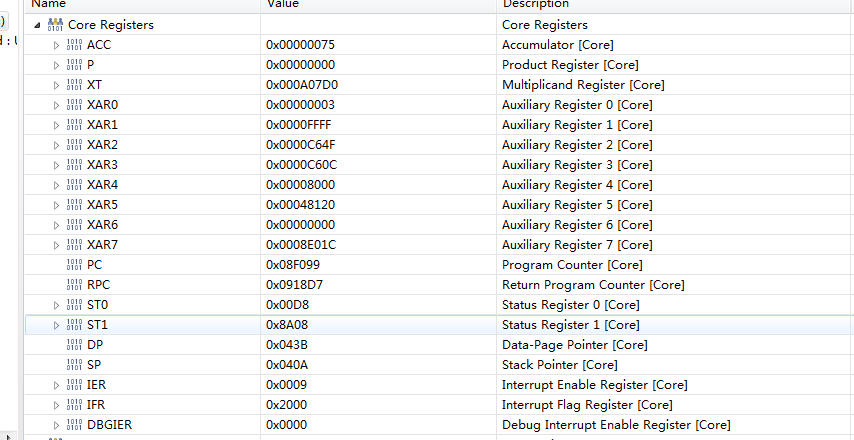 Name Value Description
) Core Registers Core Registers
d : U ACC 0x00000075 Accumulator [Core]
P 0x00000000 Product Register [Core]
XT 0x000A07D0 Multiplicand Register [Core]
XAR0 0x00000003 Auxiliary Register 0 [Core]
XAR1 0x0000FFFF Auxiliary Register 1 [Core]
XAR2 0x0000C64F Auxiliary Register 2 [Core]
XAR3 0x0000C60C Auxiliary Register 3 [Core]
XAR4 0x00008000 Auxiliary Register 4 [Core]
XAR5 0x00048120 Auxiliary Register 5 [Core]
XAR6 0x00000000 Auxiliary Register 6 [Core]
XAR7 0x0008E01C Auxiliary Register 7 [Core]
PC 0x08F099 Program Counter [Core]
RPC 0x0918D7 Return Program Counter [Core]
ST0 0x00D8 Status Register 0 [Core]
ST1 0x8A08 Status Register 1 [Core]
DP 0x043B Data-Page Pointer [Core]
SP 0x040A Stack Pointer [Core]
IER 0x0009 Interrupt Enable Register [Core]
IFR 0x2000 Interrupt Flag Register [Core]
DBGIER 0x0000 Debug Interrupt Enable Register [Core]